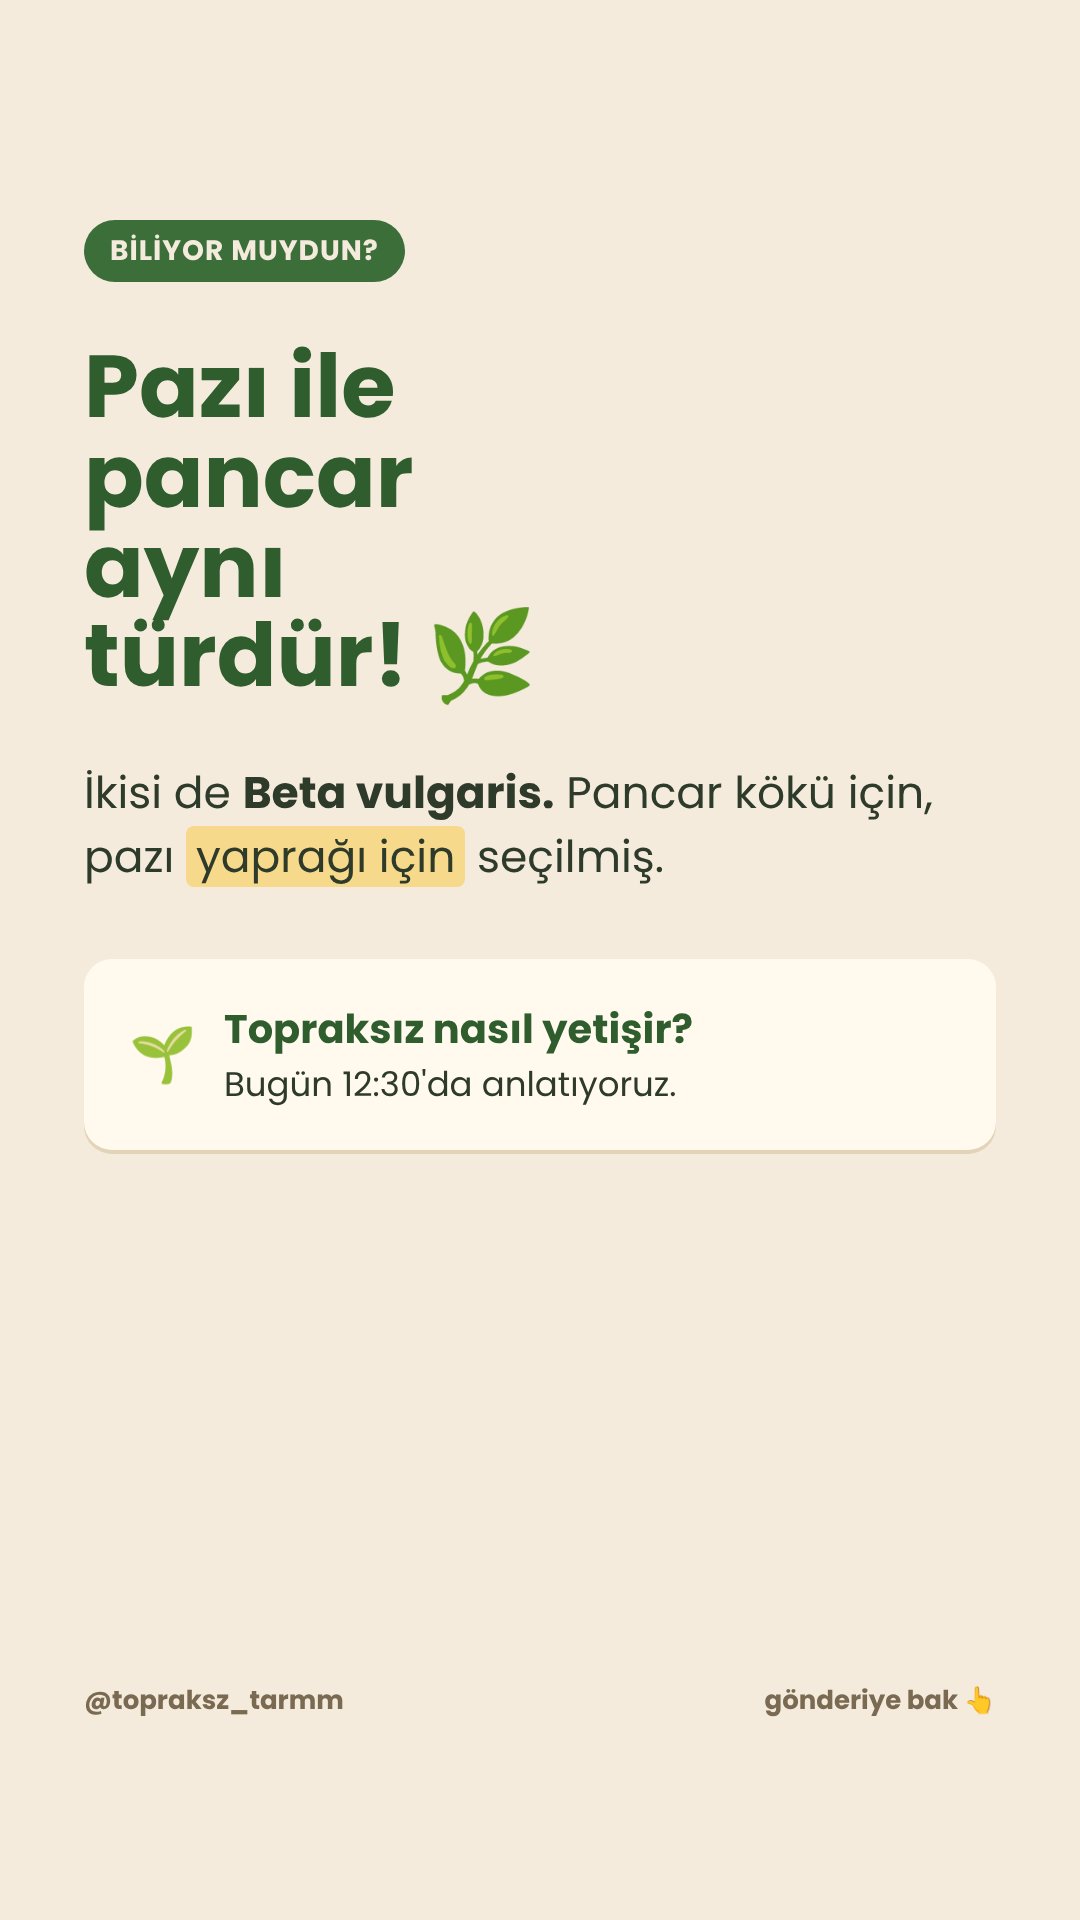 BİLİYOR MUYDUN?
Pazı ile
pancar
aynı
türdür! 🌿
İkisi de Beta vulgaris. Pancar kökü için,
pazı yaprağı için seçilmiş.
Topraksız nasıl yetişir?
Bugün 12:30'da anlatıyoruz.
@topraksz_tarmm
gönderiye bak 👆